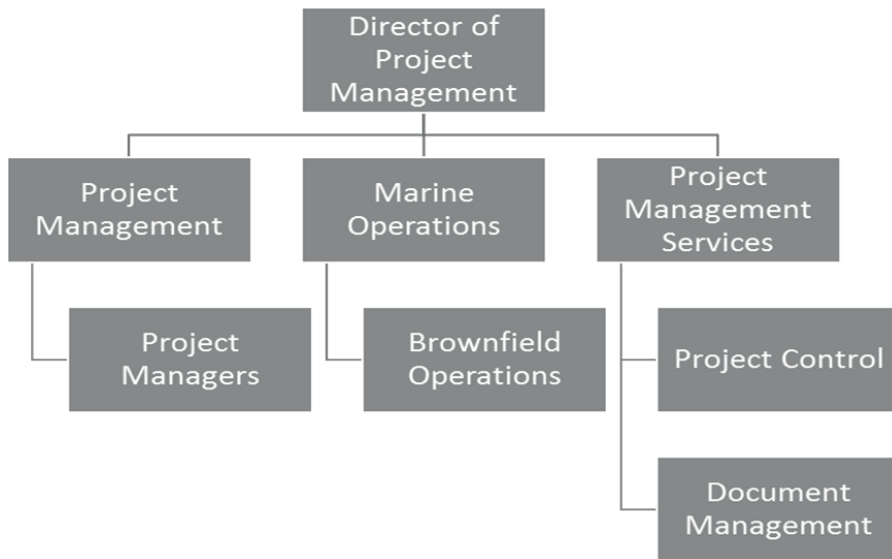 Director of
Project
Management
Project
Management
Marine
Operations
Project
Management
Services
Project
Managers
Brownfield
Operations
Project Control
Document
Management